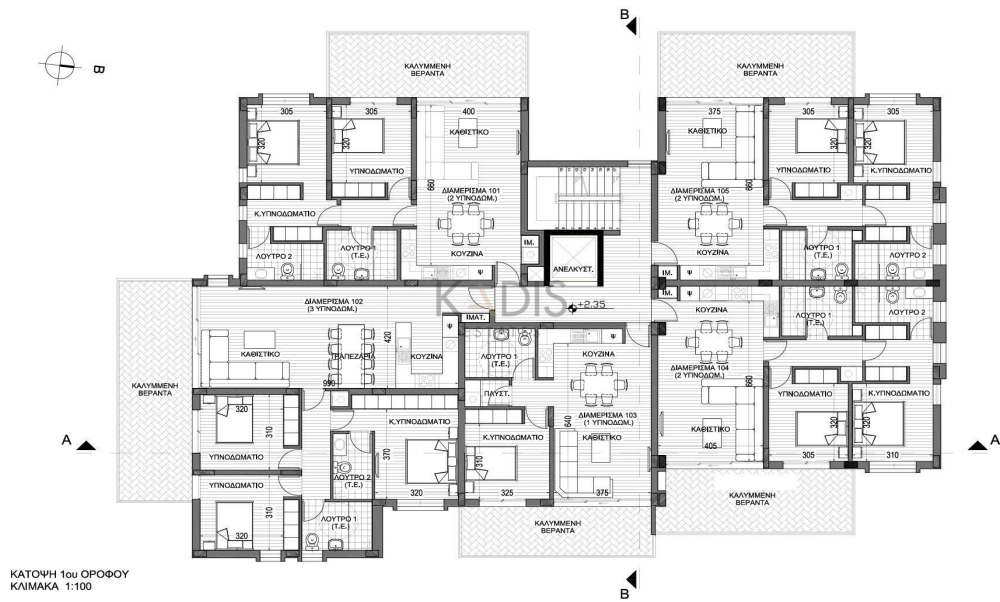 B
B
ΚΑΛΥΜΜΕΝΗ
ΒΕΡΑΝΤΑ
ΚΑΛΥΜΜΕΝΗ
ΒΕΡΑΝΤΑ
305
320
305
320
ΥΠΝΟΔΩΜΑΤΙΟ
400
ΚΑΘΙΣΤΙΚΟ
660
ΔΙΑΜΕΡΙΣΜΑ 101
(2 ΥΠΝΟΔΩΜ.)
ΚΟΥΖΙΝΑ
Κ.ΥΠΝΟΔΩΜΑΤΙΟ
ΛΟΥΤΡΟ 2
ΛΟΥΤΡΟ 1
(Τ.Ε.)
Ψ
ΙΜ.
ΑΝΕΛΚΥΣΤ.
+2.35
375
ΚΑΘΙΣΤΙΚΟ
660
ΔΙΑΜΕΡΙΣΜΑ 105
(2 ΥΠΝΟΔΩΜ.)
ΚΟΥΖΙΝΑ
ΙΜ.
Ψ
305
320
ΥΠΝΟΔΩΜΑΤΙΟ
305
320
Κ.ΥΠΝΟΔΩΜΑΤΙΟ
ΛΟΥΤΡΟ 1
(Τ.Ε.)
ΛΟΥΤΡΟ 2
KADIS
ΔΙΑΜΕΡΙΣΜΑ 102
(3 ΥΠΝΟΔΩΜ.)
ΙΜΑΤ.
Ψ
ΚΑΘΙΣΤΙΚΟ
ΤΡΑΠΕΖΑΡΙΑ
420
ΚΟΥΖΙΝΑ
990
ΚΑΛΥΜΜΕΝΗ
ΒΕΡΑΝΤΑ
320
310
ΥΠΝΟΔΩΜΑΤΙΟ
ΥΠΝΟΔΩΜΑΤΙΟ
310
320
Κ.ΥΠΝΟΔΩΜΑΤΙΟ
370
320
ΛΟΥΤΡΟ 2
(Τ.Ε.)
ΛΟΥΤΡΟ 1
(Τ.Ε.)
ΛΟΥΤΡΟ 1
(Τ.Ε.)
ΠΛΥΣΤ.
Ψ
ΚΟΥΖΙΝΑ
ΔΙΑΜΕΡΙΣΜΑ 103
(1 ΥΠΝΟΔΩΜ.)
640
ΚΑΘΙΣΤΙΚΟ
375
Κ.ΥΠΝΟΔΩΜΑΤΙΟ
310
325
ΚΑΛΥΜΜΕΝΗ
ΒΕΡΑΝΤΑ
ΙΜ.
Ψ
ΚΟΥΖΙΝΑ
ΔΙΑΜΕΡΙΣΜΑ 104
(2 ΥΠΝΟΔΩΜ.)
660
ΚΑΘΙΣΤΙΚΟ
405
ΛΟΥΤΡΟ 1
(Τ.Ε.)
ΛΟΥΤΡΟ 2
ΥΠΝΟΔΩΜΑΤΙΟ
320
305
Κ.ΥΠΝΟΔΩΜΑΤΙΟ
320
310
ΚΑΛΥΜΜΕΝΗ
ΒΕΡΑΝΤΑ
A
A
B
ΚΑΤΟΨΗ 1ου ΟΡΟΦΟΥ
ΚΛΙΜΑΚΑ 1:100